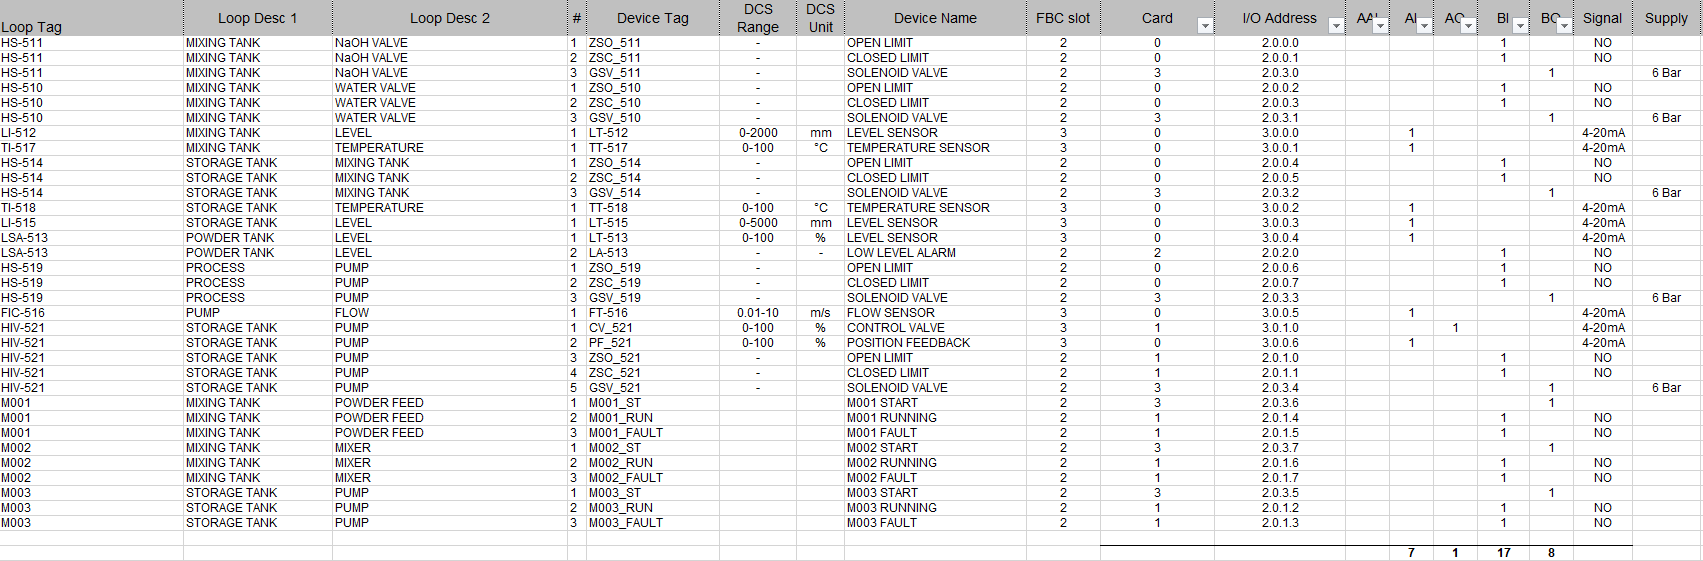 Loop Tag Loop Desc 1 Loop Desc 2 # Device Tag DCS Range DCS Unit Device Name FBC slot Card I/O Address AAI AI AO BI BO Signal Supply
HS-511 MIXING TANK NaOH VALVE 1 ZSO_511 - OPEN LIMIT 2 0 2.0.0.0 1 NO
HS-511 MIXING TANK NaOH VALVE 2 ZSC_511 - CLOSED LIMIT 2 0 2.0.0.1 1 NO
HS-511 MIXING TANK NaOH VALVE 3 GSV_511 - SOLENOID VALVE 2 3 2.0.3.0 1 6 Bar
HS-510 MIXING TANK WATER VALVE 1 ZSO_510 - OPEN LIMIT 2 0 2.0.0.2 1 NO
HS-510 MIXING TANK WATER VALVE 2 ZSC_510 - CLOSED LIMIT 2 0 2.0.0.3 1 NO
HS-510 MIXING TANK WATER VALVE 3 GSV_510 - SOLENOID VALVE 2 3 2.0.3.1 1 6 Bar
LI-512 MIXING TANK LEVEL 1 LT-512 0-2000 mm LEVEL SENSOR 3 0 3.0.0.0 1 4-20mA
TI-517 MIXING TANK TEMPERATURE 1 TT-517 0-100 °C TEMPERATURE SENSOR 3 0 3.0.0.1 1 4-20mA
HS-514 STORAGE TANK MIXING TANK 1 ZSO_514 - OPEN LIMIT 2 0 2.0.0.4 1 NO
HS-514 STORAGE TANK MIXING TANK 2 ZSC_514 - CLOSED LIMIT 2 0 2.0.0.5 1 NO
HS-514 STORAGE TANK MIXING TANK 3 GSV_514 - SOLENOID VALVE 2 3 2.0.3.2 1 6 Bar
TI-518 STORAGE TANK TEMPERATURE 1 TT-518 0-100 °C TEMPERATURE SENSOR 3 0 3.0.0.2 1 4-20mA
LI-515 STORAGE TANK LEVEL 1 LT-515 0-5000 mm LEVEL SENSOR 3 0 3.0.0.3 1 4-20mA
LSA-513 POWDER TANK LEVEL 1 LT-513 0-100 % LEVEL SENSOR 3 0 3.0.0.4 1 4-20mA
LSA-513 POWDER TANK LEVEL 2 LA-513 - - LOW LEVEL ALARM 2 2 2.0.2.0 1 NO
HS-519 PROCESS PUMP 1 ZSO_519 - OPEN LIMIT 2 0 2.0.0.6 1 NO
HS-519 PROCESS PUMP 2 ZSC_519 - CLOSED LIMIT 2 0 2.0.0.7 1 NO
HS-519 PROCESS PUMP 3 GSV_519 - SOLENOID VALVE 2 3 2.0.3.3 1 6 Bar
FIC-516 PUMP FLOW 1 FT-516 0.01-10 m/s FLOW SENSOR 3 0 3.0.0.5 1 4-20mA
HIV-521 STORAGE TANK PUMP 1 CV_521 0-100 % CONTROL VALVE 3 1 3.0.1.0 1 4-20mA
HIV-521 STORAGE TANK PUMP 2 PF_521 0-100 % POSITION FEEDBACK 3 0 3.0.0.6 1 4-20mA
HIV-521 STORAGE TANK PUMP 3 ZSO_521 - OPEN LIMIT 2 1 2.0.1.0 1 NO
HIV-521 STORAGE TANK PUMP 4 ZSC_521 - CLOSED LIMIT 2 1 2.0.1.1 1 NO
HIV-521 STORAGE TANK PUMP 5 GSV_521 - SOLENOID VALVE 2 3 2.0.3.4 1 6 Bar
M001 MIXING TANK POWDER FEED 1 M001_ST M001 START 2 3 2.0.3.6 1
M001 MIXING TANK POWDER FEED 2 M001_RUN M001 RUNNING 2 1 2.0.1.4 1 NO
M001 MIXING TANK POWDER FEED 3 M001_FAULT M001 FAULT 2 1 2.0.1.5 1 NO
M002 MIXING TANK MIXER 1 M002_ST M002 START 2 3 2.0.3.7 1
M002 MIXING TANK MIXER 2 M002_RUN M002 RUNNING 2 1 2.0.1.6 1 NO
M002 MIXING TANK MIXER 3 M002_FAULT M002 FAULT 2 1 2.0.1.7 1 NO
M003 STORAGE TANK PUMP 1 M003_ST M003 START 2 3 2.0.3.5 1
M003 STORAGE TANK PUMP 2 M003_RUN M003 RUNNING 2 1 2.0.1.2 1 NO
M003 STORAGE TANK PUMP 3 M003_FAULT M003 FAULT 2 1 2.0.1.3 1 NO
7 1 17 8